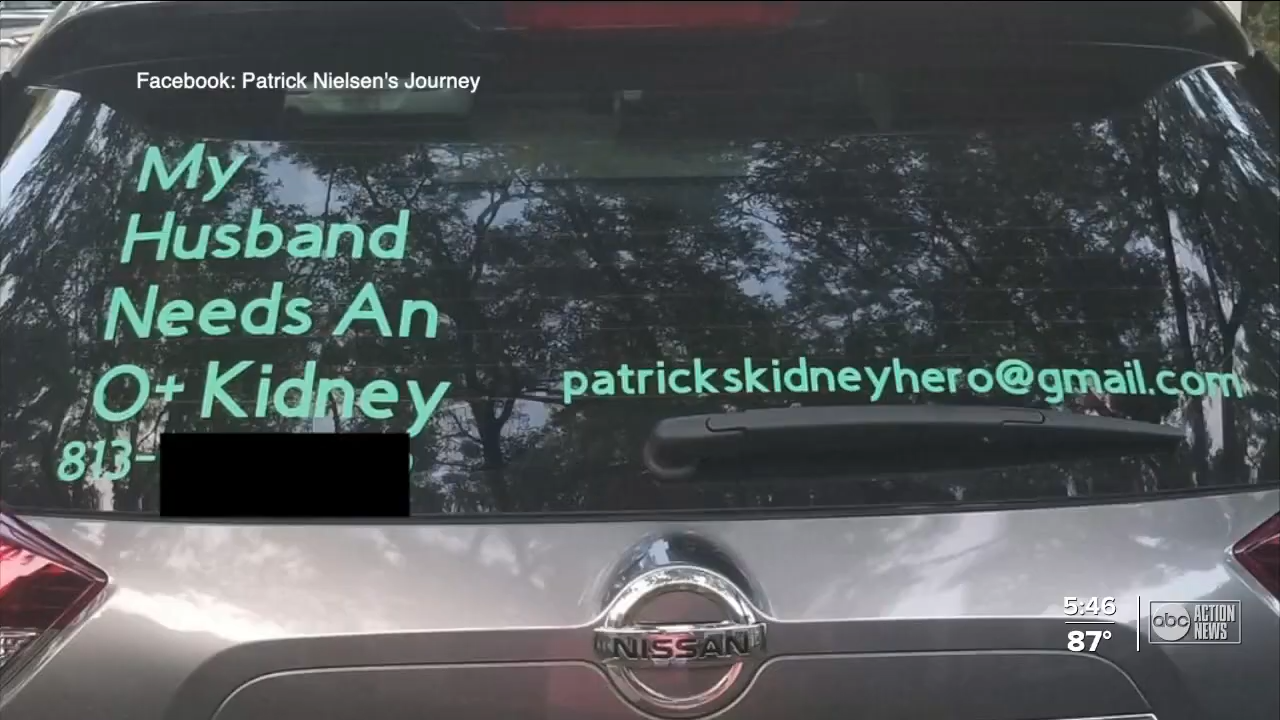 Facebook: Patrick Nielsen's Journey
My
Husband
Needs An
O+ Kidney
813-
patrickskidneyhero@gmail.com
NISSAN
5:46
87°
abc ACTION
NEWS